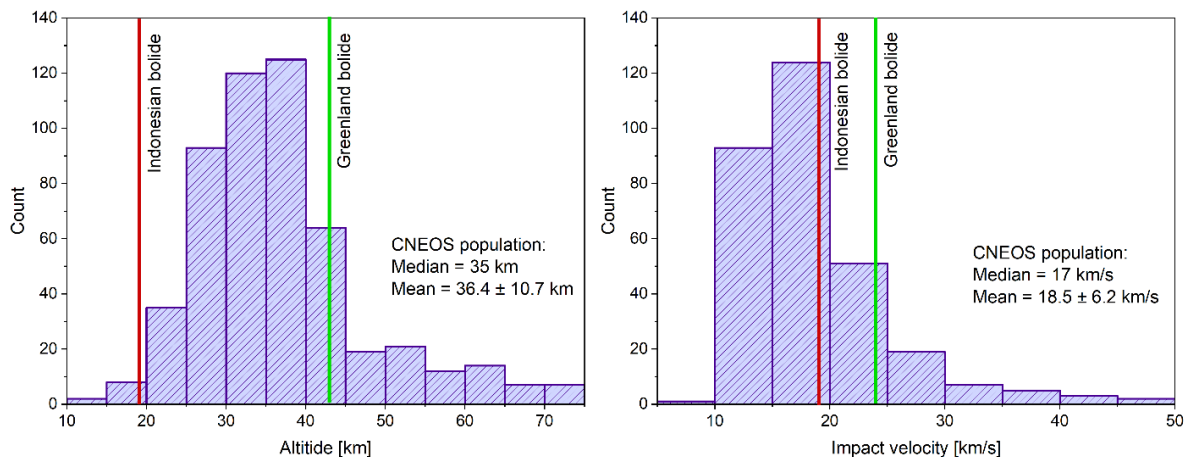 140
120
100
80
60
40
20
0
Count
Indonesian bolide
Greenland bolide
CNEOS population:
Median = 35 km
Mean = 36.4 ± 10.7 km
10 20 30 40 50 60 70
Altitide [km]
140
120
100
80
60
40
20
0
Count
Indonesian bolide
Greenland bolide
CNEOS population:
Median = 17 km/s
Mean = 18.5 ± 6.2 km/s
10 20 30 40 50
Impact velocity [km/s]